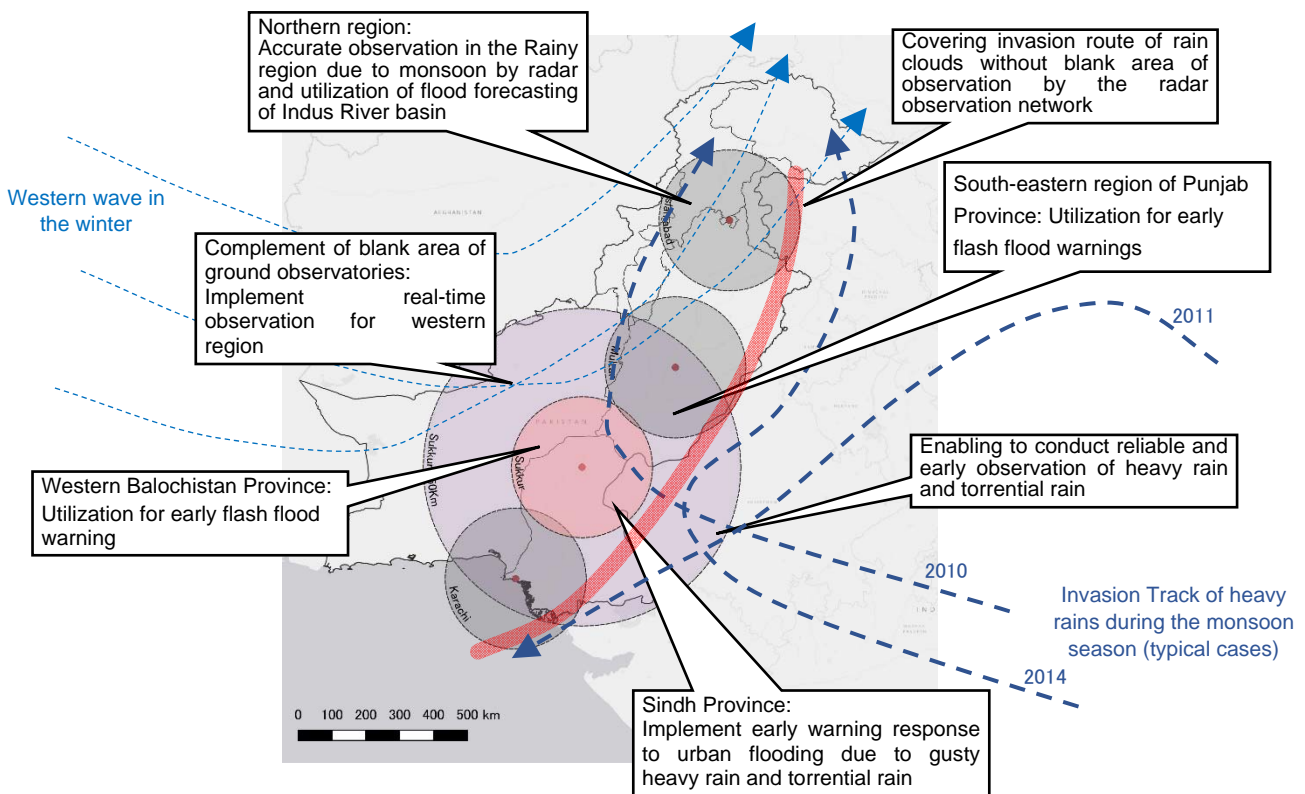 Northern region:
Accurate observation in the Rainy
region due to monsoon by radar
and utilization of flood forecasting
of Indus River basin
Covering invasion route of rain
clouds without blank area of
observation by the radar
observation network
Western wave in
the winter
South-eastern region of Punjab
Province: Utilization for early
flash flood warnings
AFGHANISTAN
Islamabad
Complement of blank area of
ground observatories:
Implement real-time
observation for western
region
2011
Multan
PAKISTAN
Sukkur
Enabling to conduct reliable and
early observation of heavy rain
and torrential rain
Western Balochistan Province:
Utilization for early flash flood
warning
Karachi
2010
Invasion Track of heavy
rains during the monsoon
season (typical cases)
2014
Sindh Province:
Implement early warning response
to urban flooding due to gusty
heavy rain and torrential rain
0 100 200 300 400 500 km